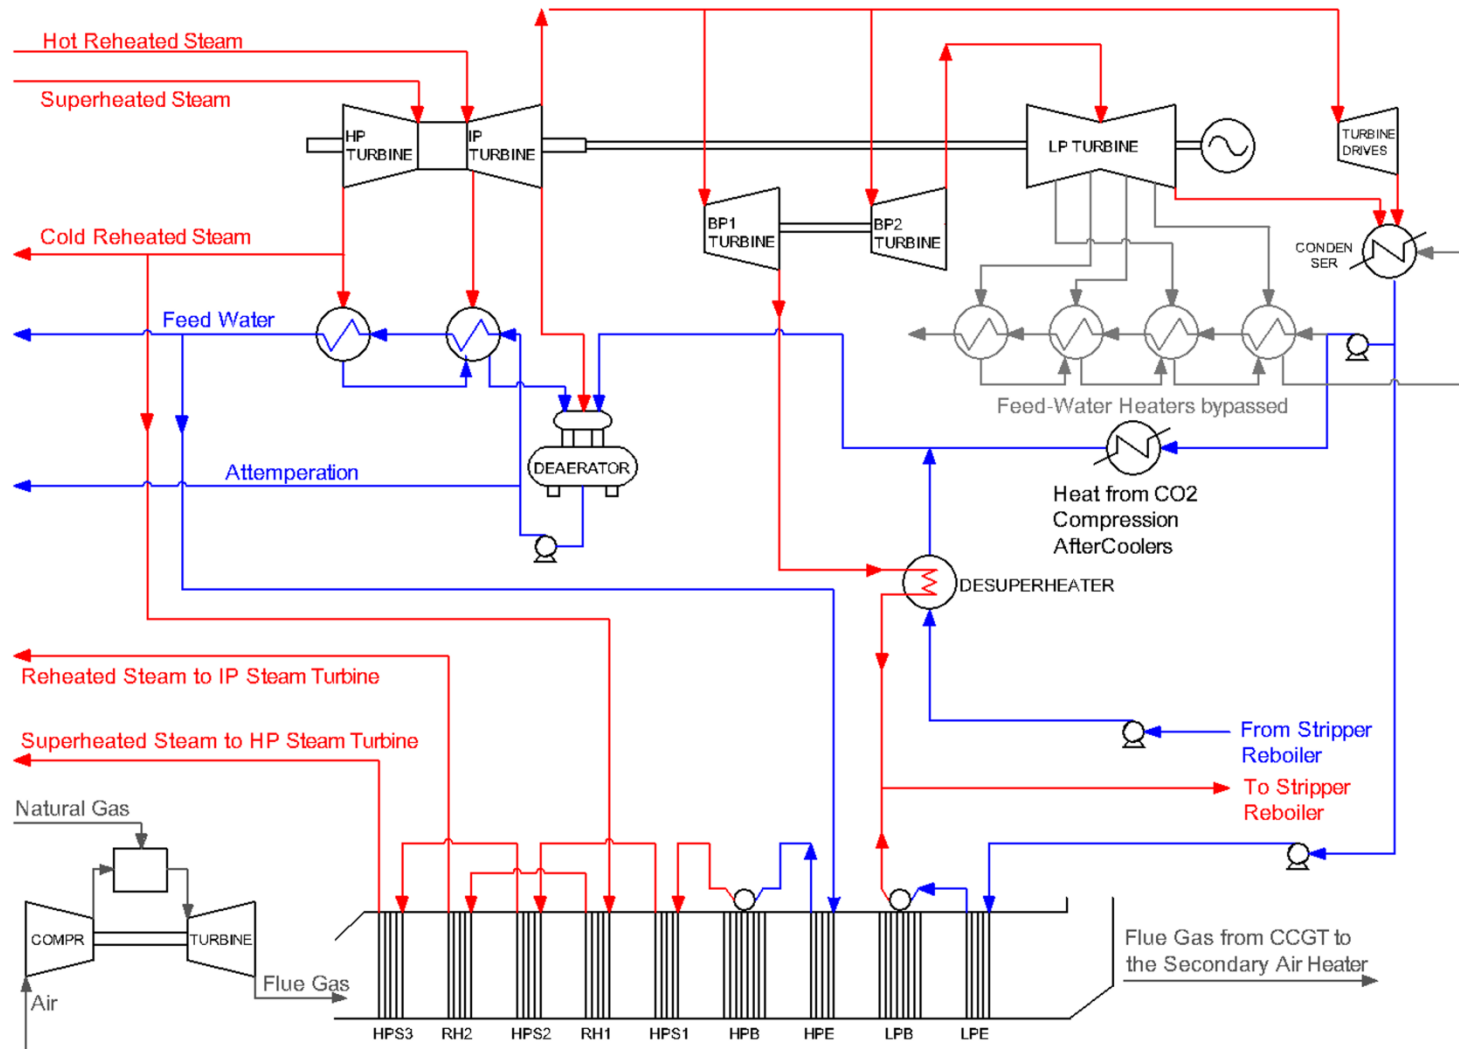 Hot Reheated Steam
Superheated Steam
HP
TURBINE
IP
TURBINE
LP TURBINE
TURBINE
DRIVES
BP1
TURBINE
BP2
TURBINE
Cold Reheated Steam
CONDEN
SER
Feed Water
Feed-Water Heaters bypassed
DEAERATOR
Attemperation
Heat from CO2
Compression
AfterCoolers
DESUPERHEATER
Reheated Steam to IP Steam Turbine
Superheated Steam to HP Steam Turbine
From Stripper
Reboiler
To Stripper
Reboiler
Natural Gas
COMPR
TURBINE
Flue Gas
Air
Flue Gas from CCGT to
the Secondary Air Heater
HPS3
RH2
HPS2
RH1
HPS1
HPB
HPE
LPB
LPE